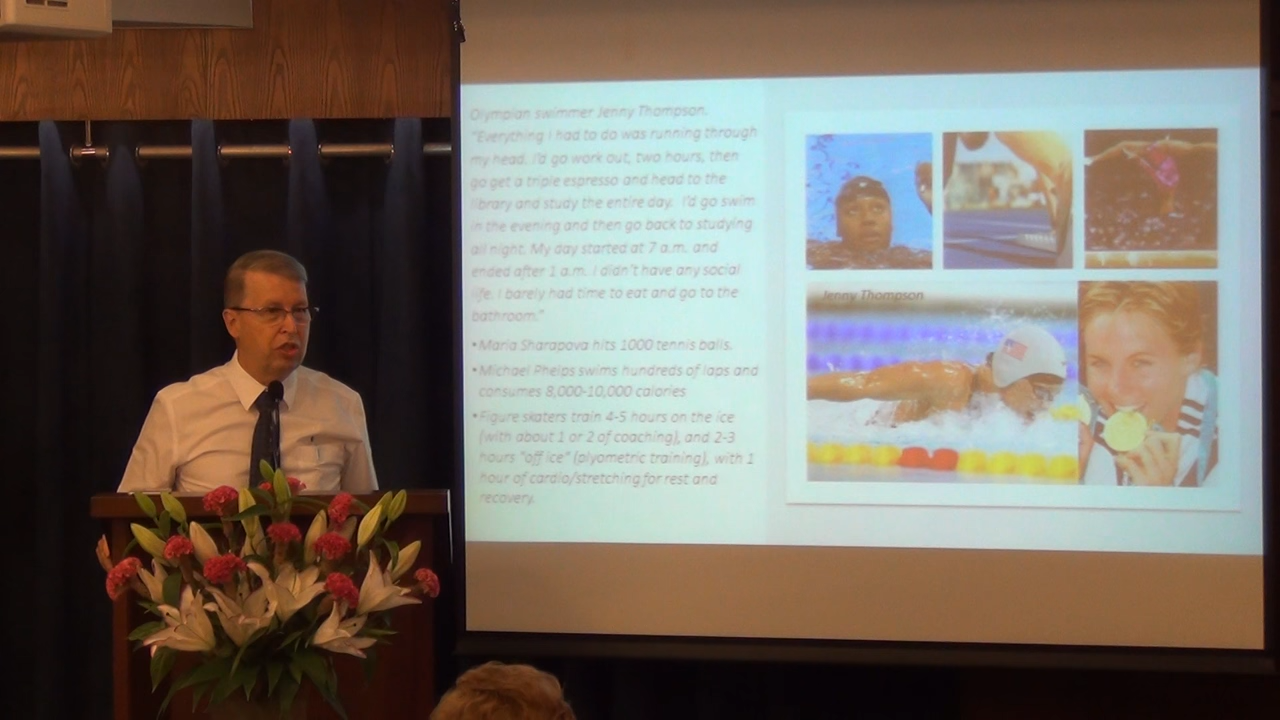 Olympian swimmer Jenny Thompson.
"Everything I had to do was running through
my head. I'd go work out, two hours, then
go get a triple espresso and head to the
library and study the entire day. I'd go swim
in the evening and then go back to studying
all night. My day started at 7 a.m. and
ended after 1 a.m. I didn't have any social
life. I barely had time to eat and go to the
bathroom."
•Maria Sharapova hits 1000 tennis balls.
•Michael Phelps swims hundreds of laps and
consumes 8,000-10,000 calories
•Figure skaters train 4-5 hours on the ice
(with about 1 or 2 of coaching), and 2-3
hours "off ice" (plyometric training), with 1
hour of cardio/stretching for rest and
recovery.
Jenny Thompson